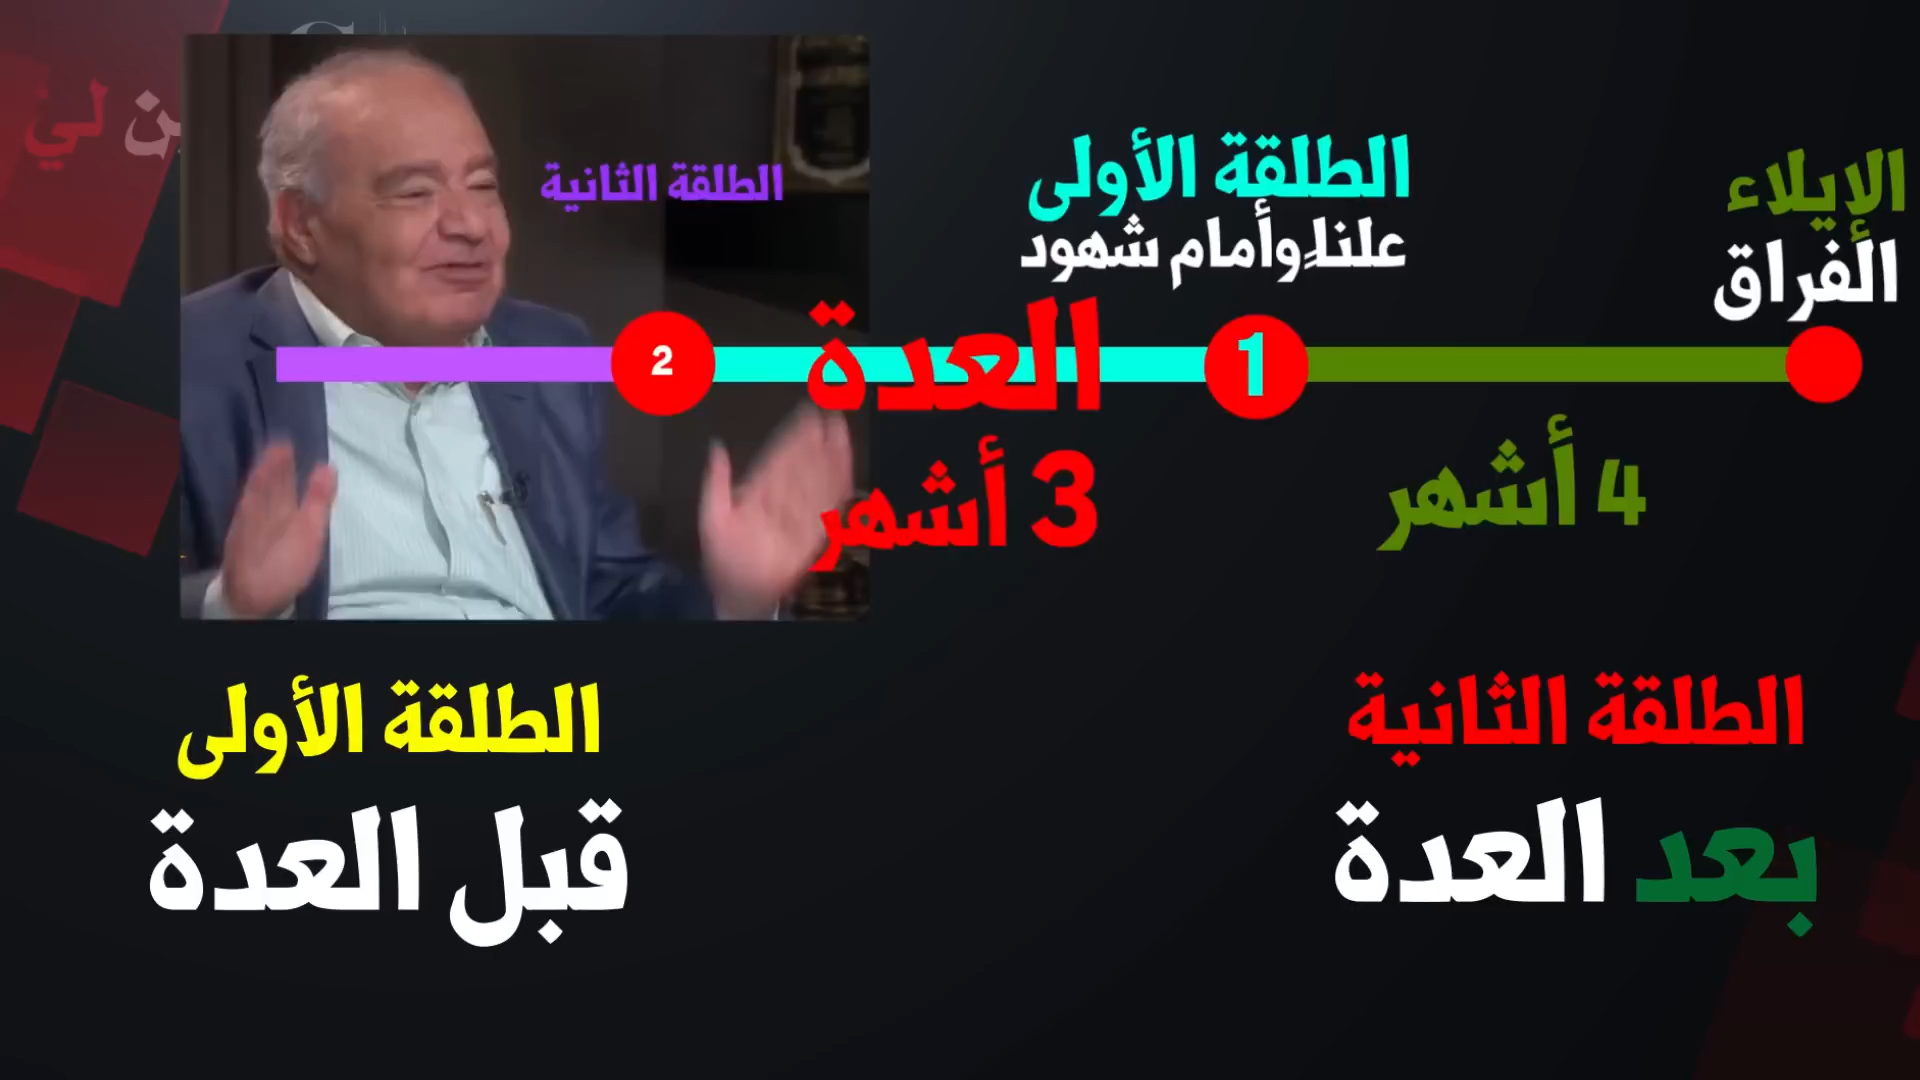 الإيلاء
الفراق
الطلقة الأولى
علناً وأمام شهود
الطلقة الثانية
1
2
العدة
4 أشهر
3 أشهر
الطلقة الثانية
بعد العدة
الطلقة الأولى
قبل العدة